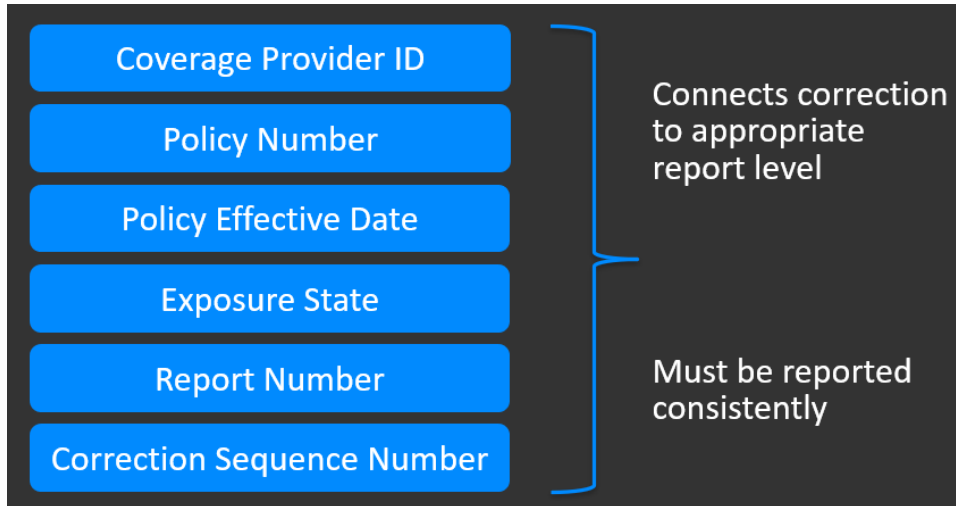 Coverage Provider ID
Policy Number
Policy Effective Date
Exposure State
Report Number
Correction Sequence Number
Connects correction
to appropriate
report level
Must be reported
consistently